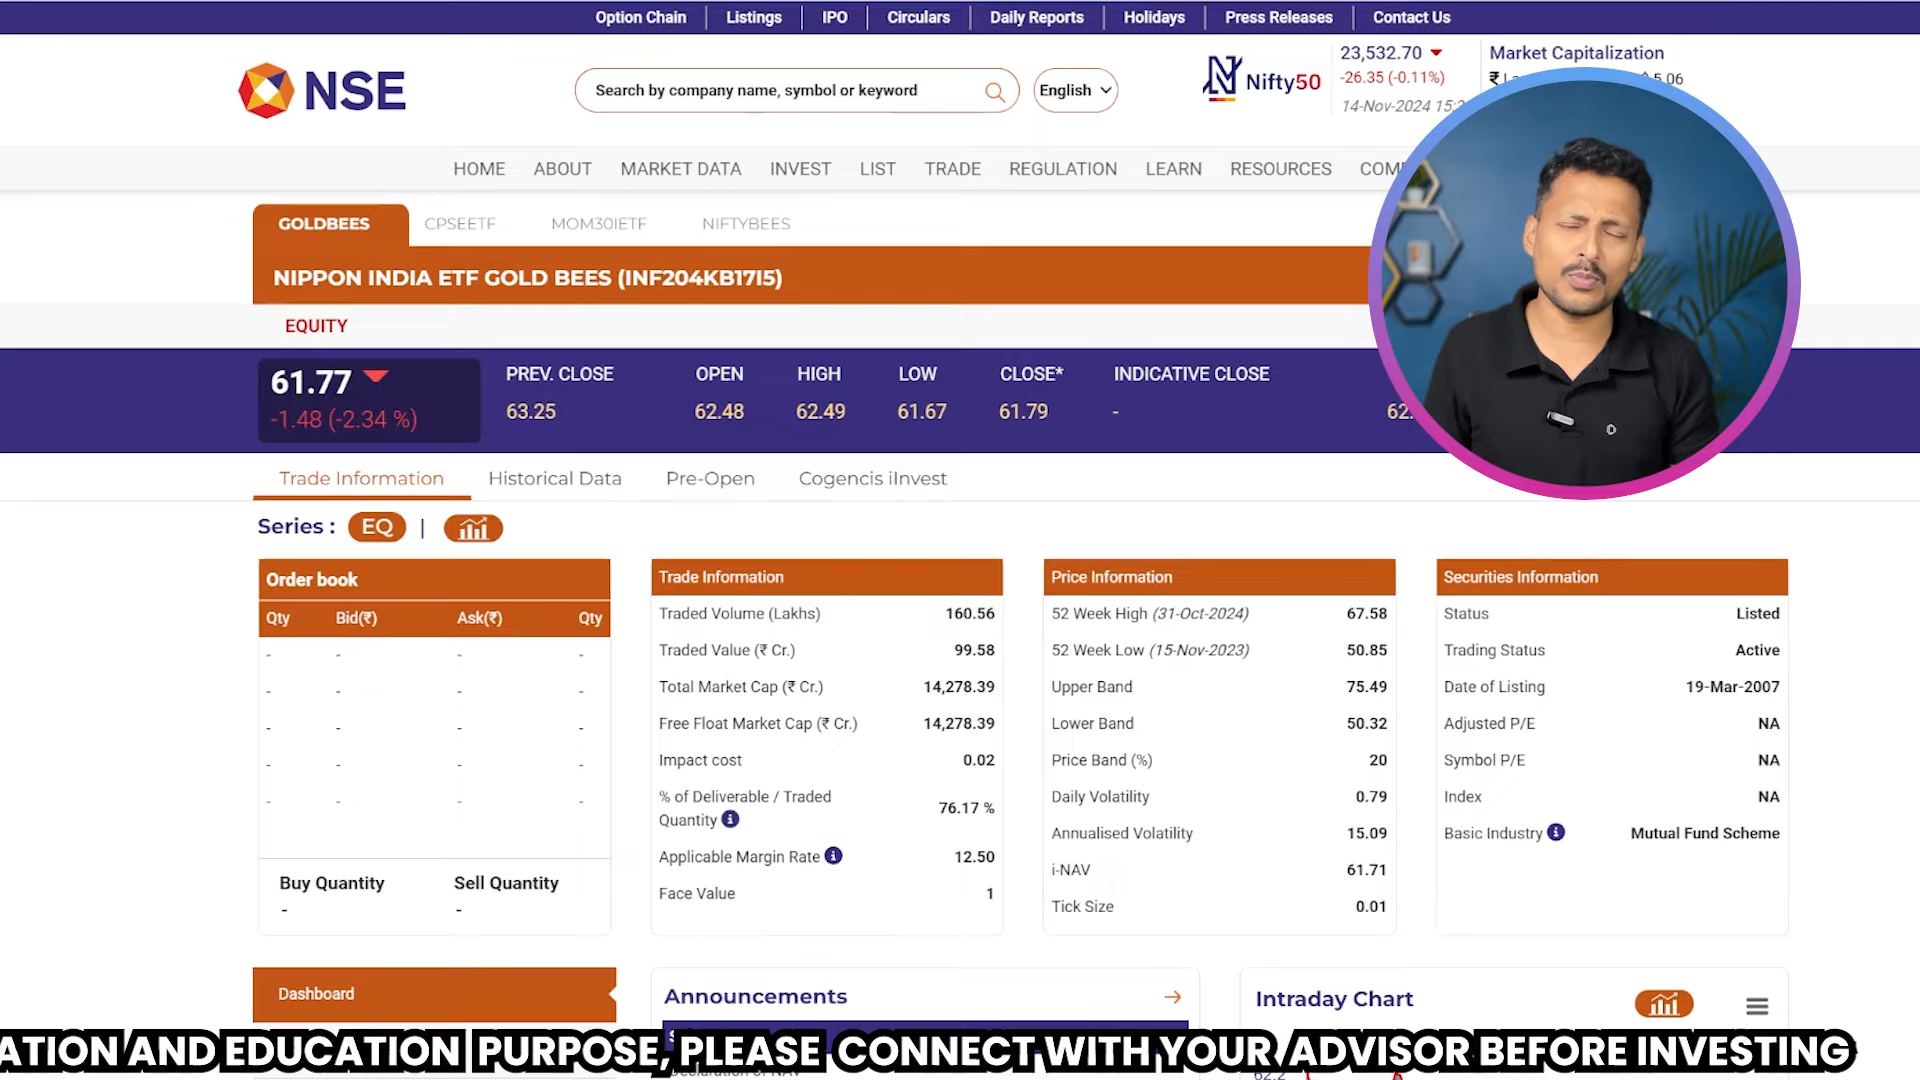 Option Chain Listings IPO Circulars Daily Reports Holidays Press Releases Contact Us
NSE
Search by company name, symbol or keyword
English
Nifty50
23,532.70
-26.35 (-0.11%)
14-Nov-2024
Market Capitalization
HOME ABOUT MARKET DATA INVEST LIST TRADE REGULATION LEARN RESOURCES
GOLDBEES CPSEETF MOM30IETF NIFTYBEES
NIPPON INDIA ETF GOLD BEES (INF204KB17I5)
EQUITY
61.77
-1.48 (-2.34 %)
PREV. CLOSE OPEN HIGH LOW CLOSE* INDICATIVE CLOSE
63.25 62.48 62.49 61.67 61.79 -
Trade Information Historical Data Pre-Open Cogencis iInvest
Series : EQ |
Order book
Qty Bid(₹) Ask(₹) Qty
- - - -
- - - -
- - - -
- - - -
- - - -
Buy Quantity Sell Quantity
- -
Trade Information
Traded Volume (Lakhs) 160.56
Traded Value (₹ Cr.) 99.58
Total Market Cap (₹ Cr.) 14,278.39
Free Float Market Cap (₹ Cr.) 14,278.39
Impact cost 0.02
% of Deliverable / Traded
Quantity 76.17 %
Applicable Margin Rate 12.50
Face Value 1
Price Information
52 Week High (31-Oct-2024) 67.58
52 Week Low (15-Nov-2023) 50.85
Upper Band 75.49
Lower Band 50.32
Price Band (%) 20
Daily Volatility 0.79
Annualised Volatility 15.09
i-NAV 61.71
Tick Size 0.01
Securities Information
Status Listed
Trading Status Active
Date of Listing 19-Mar-2007
Adjusted P/E NA
Symbol P/E NA
Index NA
Basic Industry Mutual Fund Scheme
Dashboard
Announcements
Intraday Chart
ATION AND EDUCATION PURPOSE, PLEASE CONNECT WITH YOUR ADVISOR BEFORE INVESTING